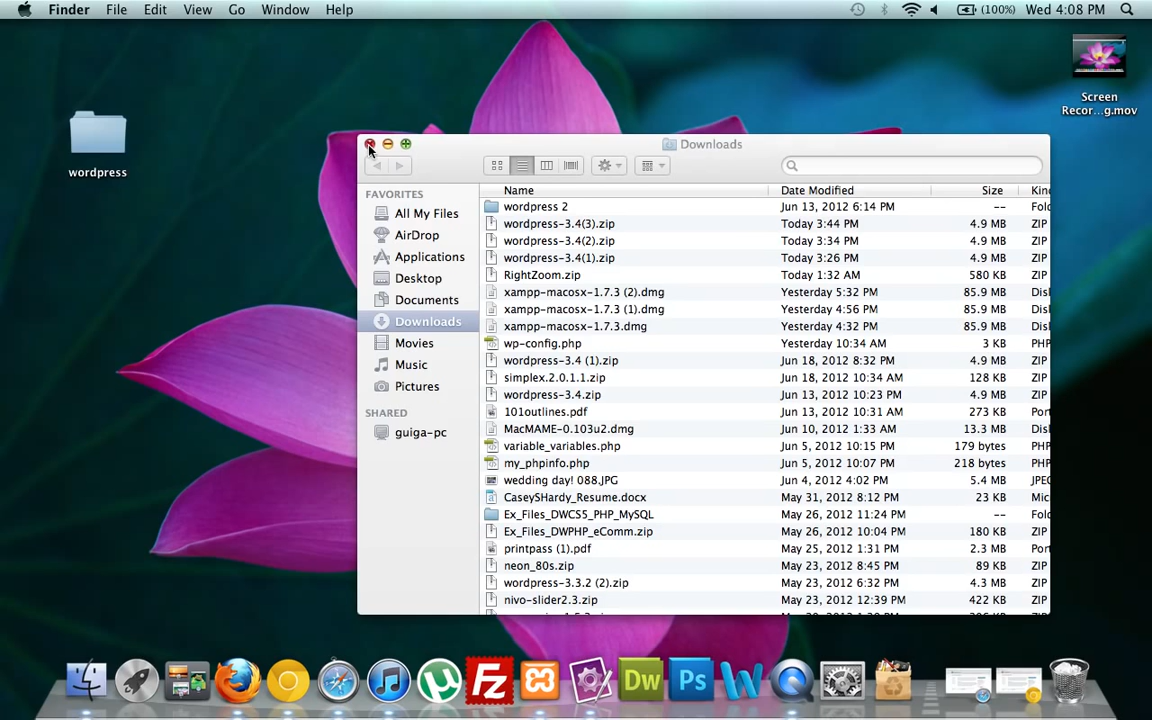 Finder File Edit View Go Window Help (100%) Wed 4:08 PM
Screen
Recor...g.mov
wordpress
Downloads
FAVORITES
All My Files
AirDrop
Applications
Desktop
Documents
Downloads
Movies
Music
Pictures
SHARED
guiga-pc
Name Date Modified Size Kind
wordpress 2 Jun 13, 2012 6:14 PM -- Fold
wordpress-3.4(3).zip Today 3:44 PM 4.9 MB ZIP
wordpress-3.4(2).zip Today 3:34 PM 4.9 MB ZIP
wordpress-3.4(1).zip Today 3:26 PM 4.9 MB ZIP
RightZoom.zip Today 1:32 AM 580 KB ZIP
xampp-macosx-1.7.3 (2).dmg Yesterday 5:32 PM 85.9 MB Disl
xampp-macosx-1.7.3 (1).dmg Yesterday 4:56 PM 85.9 MB Disl
xampp-macosx-1.7.3.dmg Yesterday 4:32 PM 85.9 MB Disl
wp-config.php Yesterday 10:34 AM 3 KB PHP
wordpress-3.4 (1).zip Jun 18, 2012 8:32 PM 4.9 MB ZIP
simplex.2.0.1.1.zip Jun 18, 2012 10:34 AM 128 KB ZIP
wordpress-3.4.zip Jun 13, 2012 10:23 PM 4.9 MB ZIP
101outlines.pdf Jun 13, 2012 10:31 AM 273 KB Port
MacMAME-0.103u2.dmg Jun 10, 2012 1:33 AM 13.3 MB Disl
variable_variables.php Jun 5, 2012 10:15 PM 179 bytes PHP
my_phpinfo.php Jun 5, 2012 10:07 PM 218 bytes PHP
wedding day! 088.JPG Jun 4, 2012 4:02 PM 5.4 MB JPEG
CaseySHardy_Resume.docx May 31, 2012 8:12 PM 23 KB Mic
Ex_Files_DWCS5_PHP_MySQL May 26, 2012 11:24 PM -- Fold
Ex_Files_DWPHP_eComm.zip May 26, 2012 10:04 PM 180 KB ZIP
printpass (1).pdf May 25, 2012 1:31 PM 2.3 MB Port
neon_80s.zip May 23, 2012 8:45 PM 89 KB ZIP
wordpress-3.3.2 (2).zip May 23, 2012 6:32 PM 4.3 MB ZIP
nivo-slider2.3.zip May 23, 2012 12:39 PM 422 KB ZIP
Fz Dw Ps W